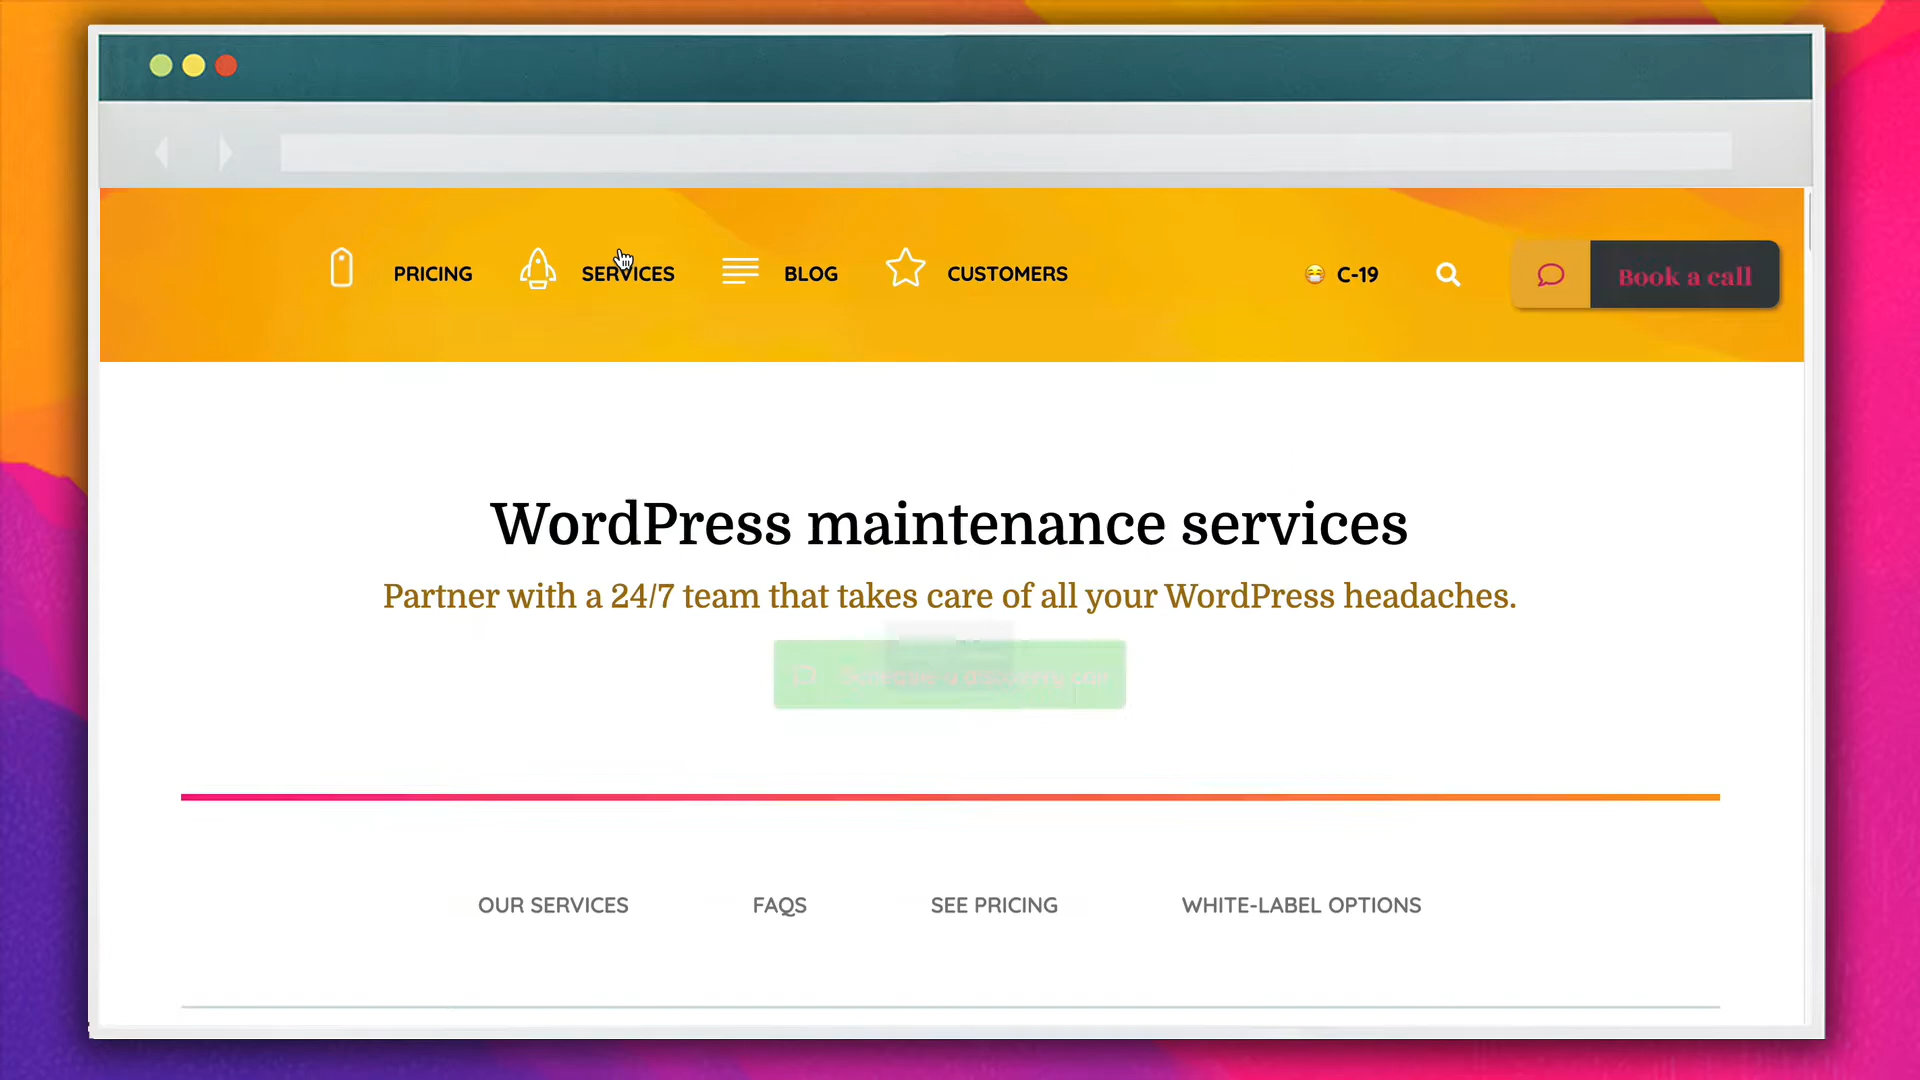 PRICING
SERVICES
BLOG
CUSTOMERS
C-19
Book a call
WordPress maintenance services
Partner with a 24/7 team that takes care of all your WordPress headaches.
OUR SERVICES
FAQS
SEE PRICING
WHITE-LABEL OPTIONS